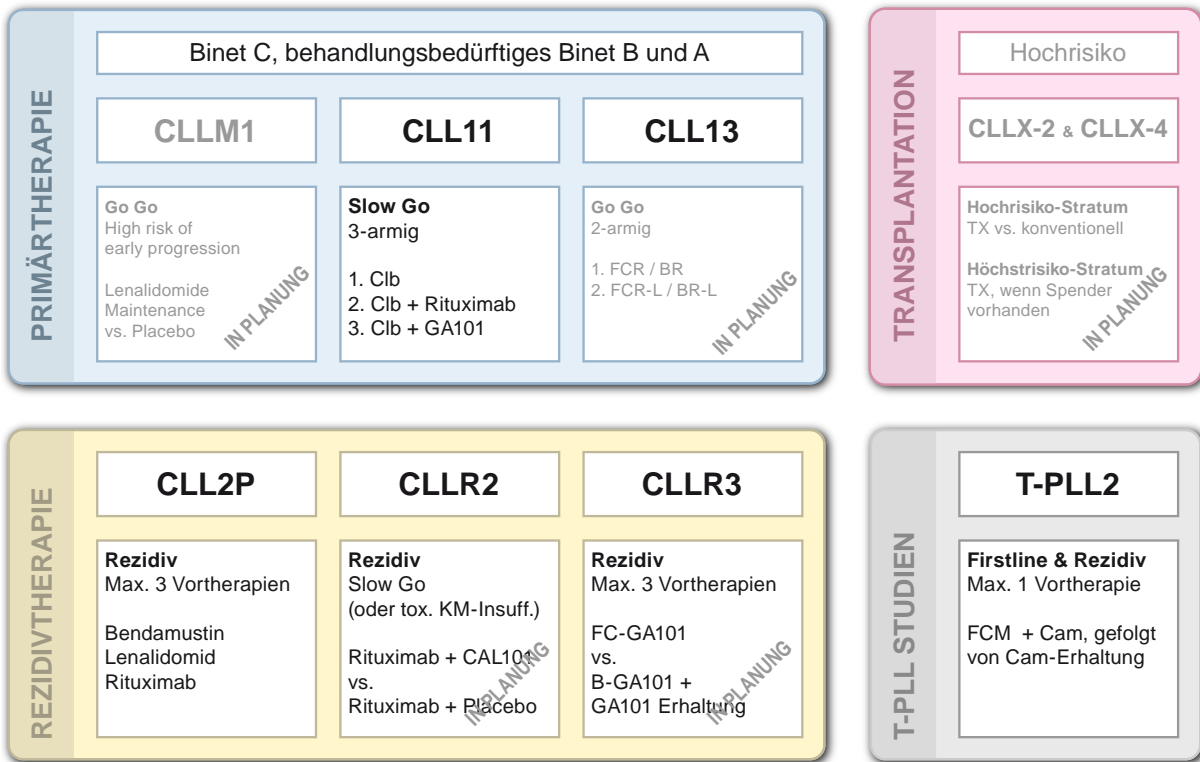 PRIMÄRTHERAPIE
Binet C, behandlungsbedürftiges Binet B und A
CLLM1
Go Go
High risk of
early progression
Lenalidomide
Maintenance
vs. Placebo
IN PLANUNG
CLL11
Slow Go
3-armig
1. Clb
2. Clb + Rituximab
3. Clb + GA101
CLL13
Go Go
2-armig
1. FCR / BR
2. FCR-L / BR-L
IN PLANUNG
TRANSPLANTATION
Hochrisiko
CLLX-2 & CLLX-4
Hochrisiko-Stratum
TX vs. konventionell
Höchstrisiko-Stratum
TX, wenn Spender
vorhanden
IN PLANUNG
REZIDIVTHERAPIE
CLL2P
Rezidiv
Max. 3 Vortherapien
Bendamustin
Lenalidomid
Rituximab
CLLR2
Rezidiv
Slow Go
(oder tox. KM-Insuff.)
Rituximab + CAL101
vs.
Rituximab + Placebo
IN PLANUNG
CLLR3
Rezidiv
Max. 3 Vortherapien
FC-GA101
vs.
B-GA101 +
GA101 Erhaltung
IN PLANUNG
T-PLL STUDIEN
T-PLL2
Firstline & Rezidiv
Max. 1 Vortherapie
FCM + Cam, gefolgt
von Cam-Erhaltung